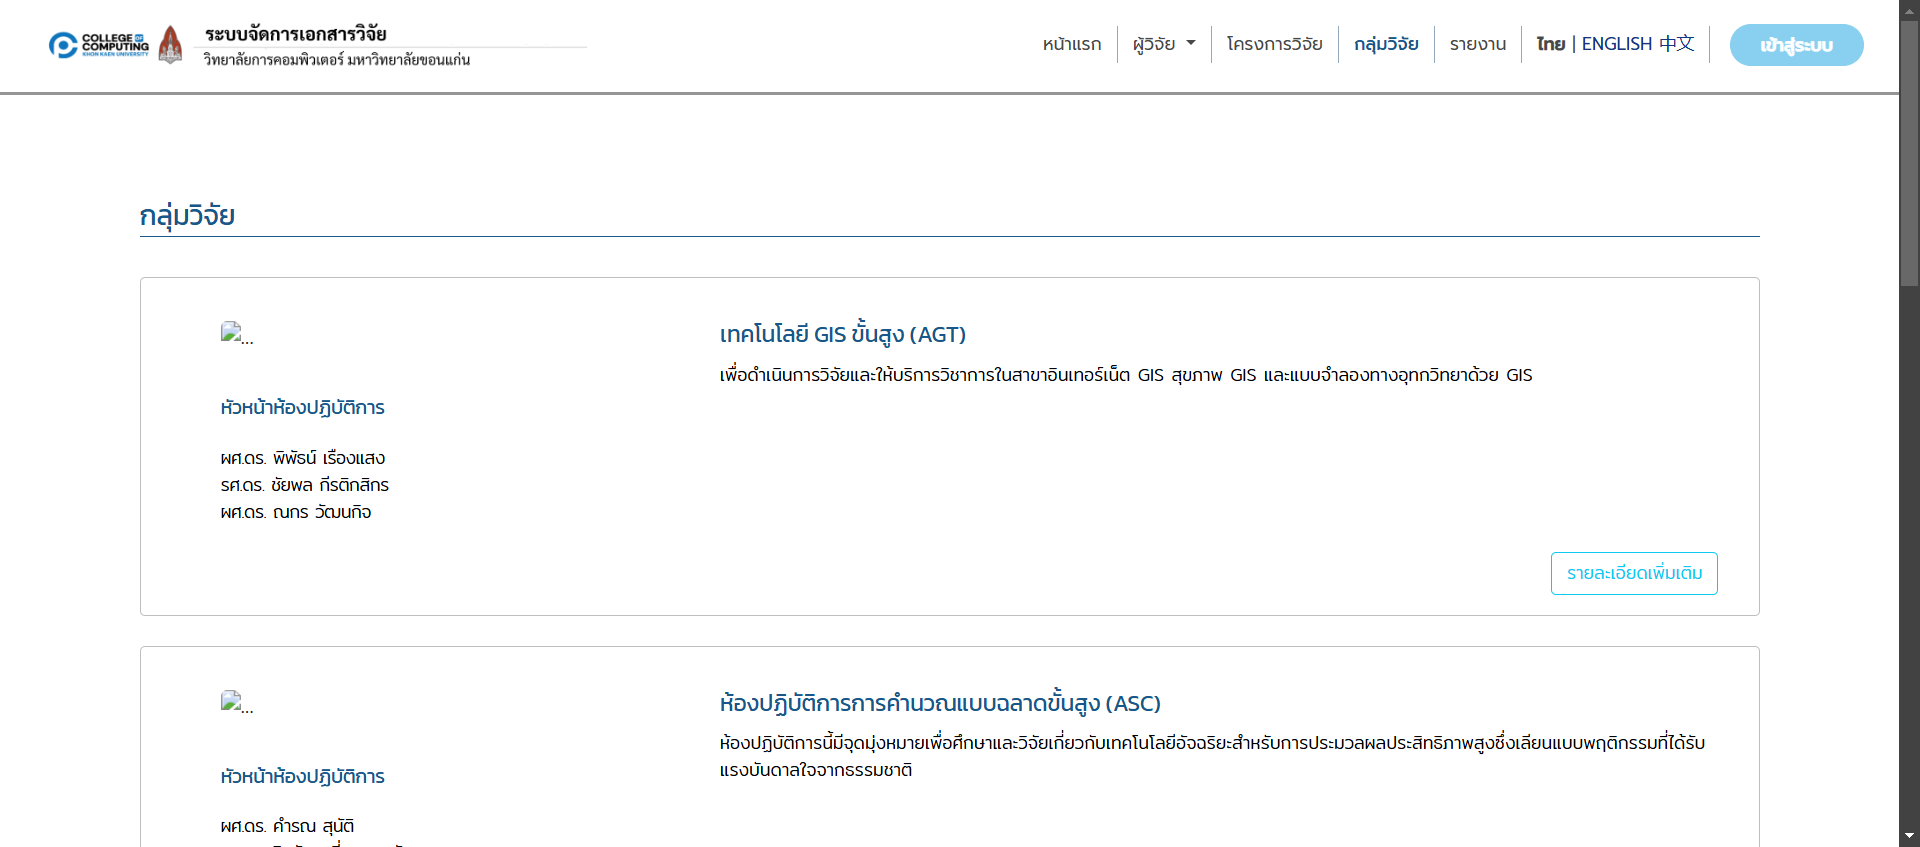 COLLEGE OF
COMPUTING
KHON KAEN UNIVERSITY
ระบบจัดการเอกสารวิจัย
วิทยาลัยการคอมพิวเตอร์ มหาวิทยาลัยขอนแก่น
หน้าแรก ผู้วิจัย โครงการวิจัย กลุ่มวิจัย รายงาน ไทย | ENGLISH 中文 เข้าสู่ระบบ
กลุ่มวิจัย
...
หัวหน้าห้องปฏิบัติการ
ผศ.ดร. พิพัธน์ เรืองแสง
รศ.ดร. ชัยพล กีรติกสิกร
ผศ.ดร. ณกร วัฒนกิจ
เทคโนโลยี GIS ขั้นสูง (AGT)
เพื่อดำเนินการวิจัยและให้บริการวิชาการในสาขาอินเทอร์เน็ต GIS สุขภาพ GIS และแบบจำลองทางอุทกวิทยาด้วย GIS
รายละเอียดเพิ่มเติม
...
หัวหน้าห้องปฏิบัติการ
ผศ.ดร. คำรณ สุนัติ
ห้องปฏิบัติการการคำนวณแบบฉลาดขั้นสูง (ASC)
ห้องปฏิบัติการนี้มีจุดมุ่งหมายเพื่อศึกษาและวิจัยเกี่ยวกับเทคโนโลยีอัจฉริยะสำหรับการประมวลผลประสิทธิภาพสูงซึ่งเลียนแบบพฤติกรรมที่ได้รับ
แรงบันดาลใจจากธรรมชาติ